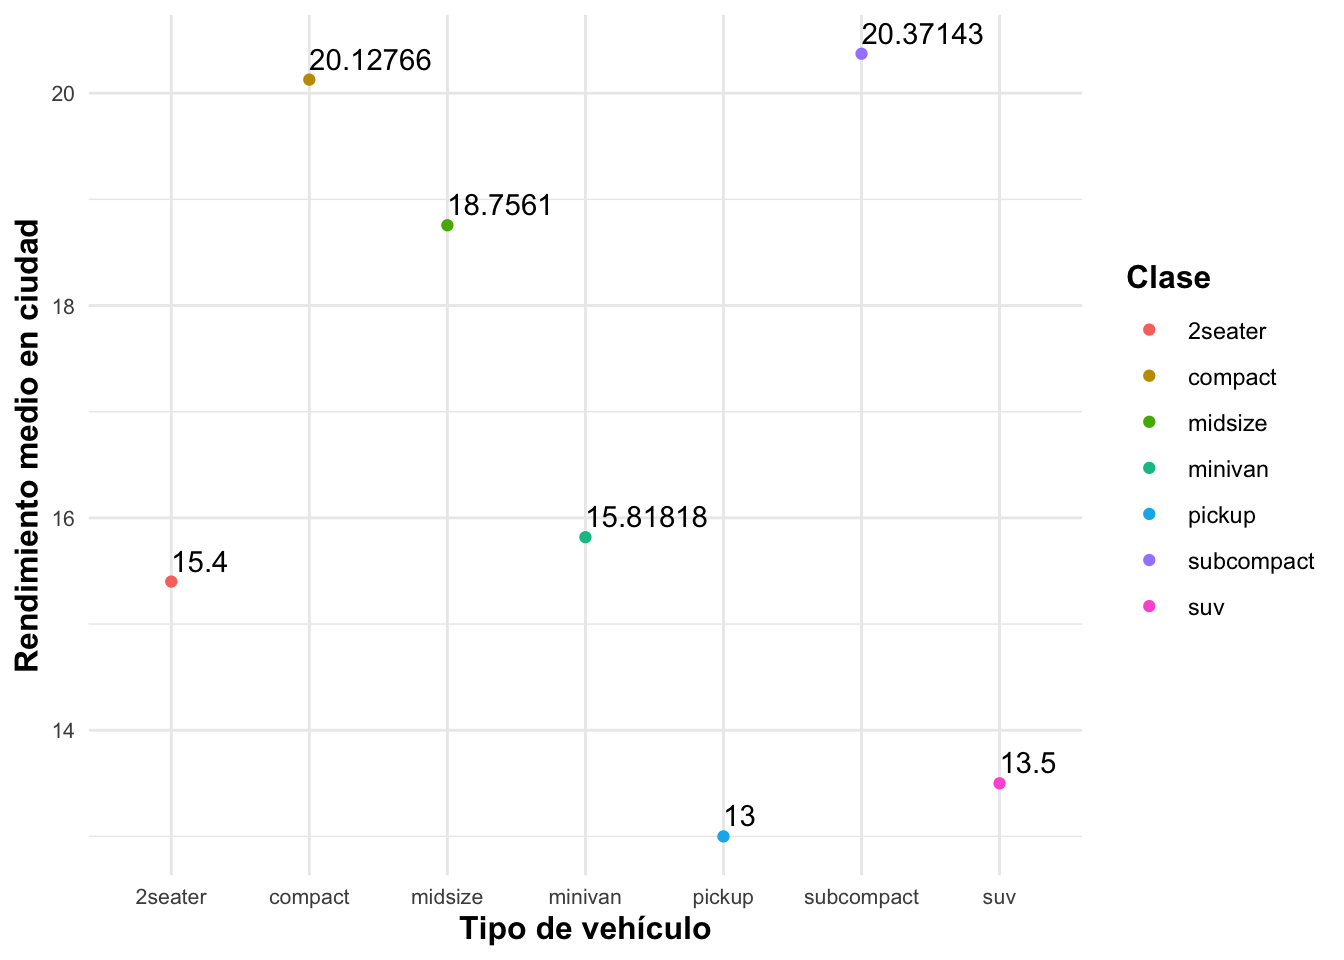 20.37143
20.12766
20
18.7561
18
16
15.81818
15.4
14
13.5
13
2seater
compact
midsize
minivan
pickup
subcompact
suv
Tipo de vehículo
Rendimiento medio en ciudad
Clase
2seater
compact
midsize
minivan
pickup
subcompact
suv